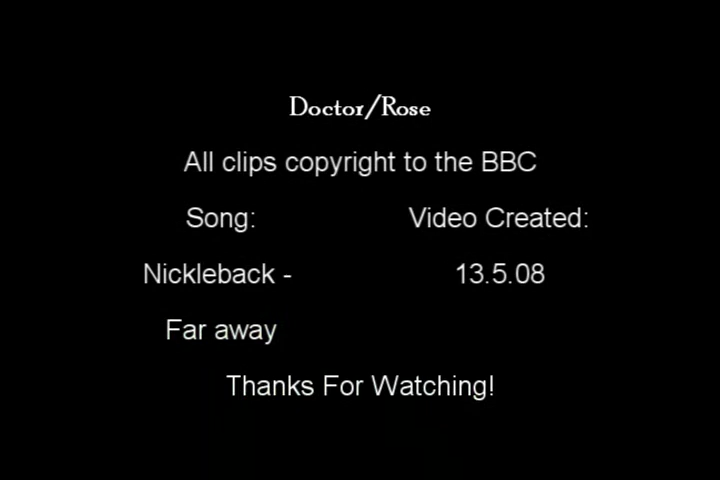 Doctor/Rose
All clips copyright to the BBC
Song: Video Created:
Nickleback - 13.5.08
Far away
Thanks For Watching!